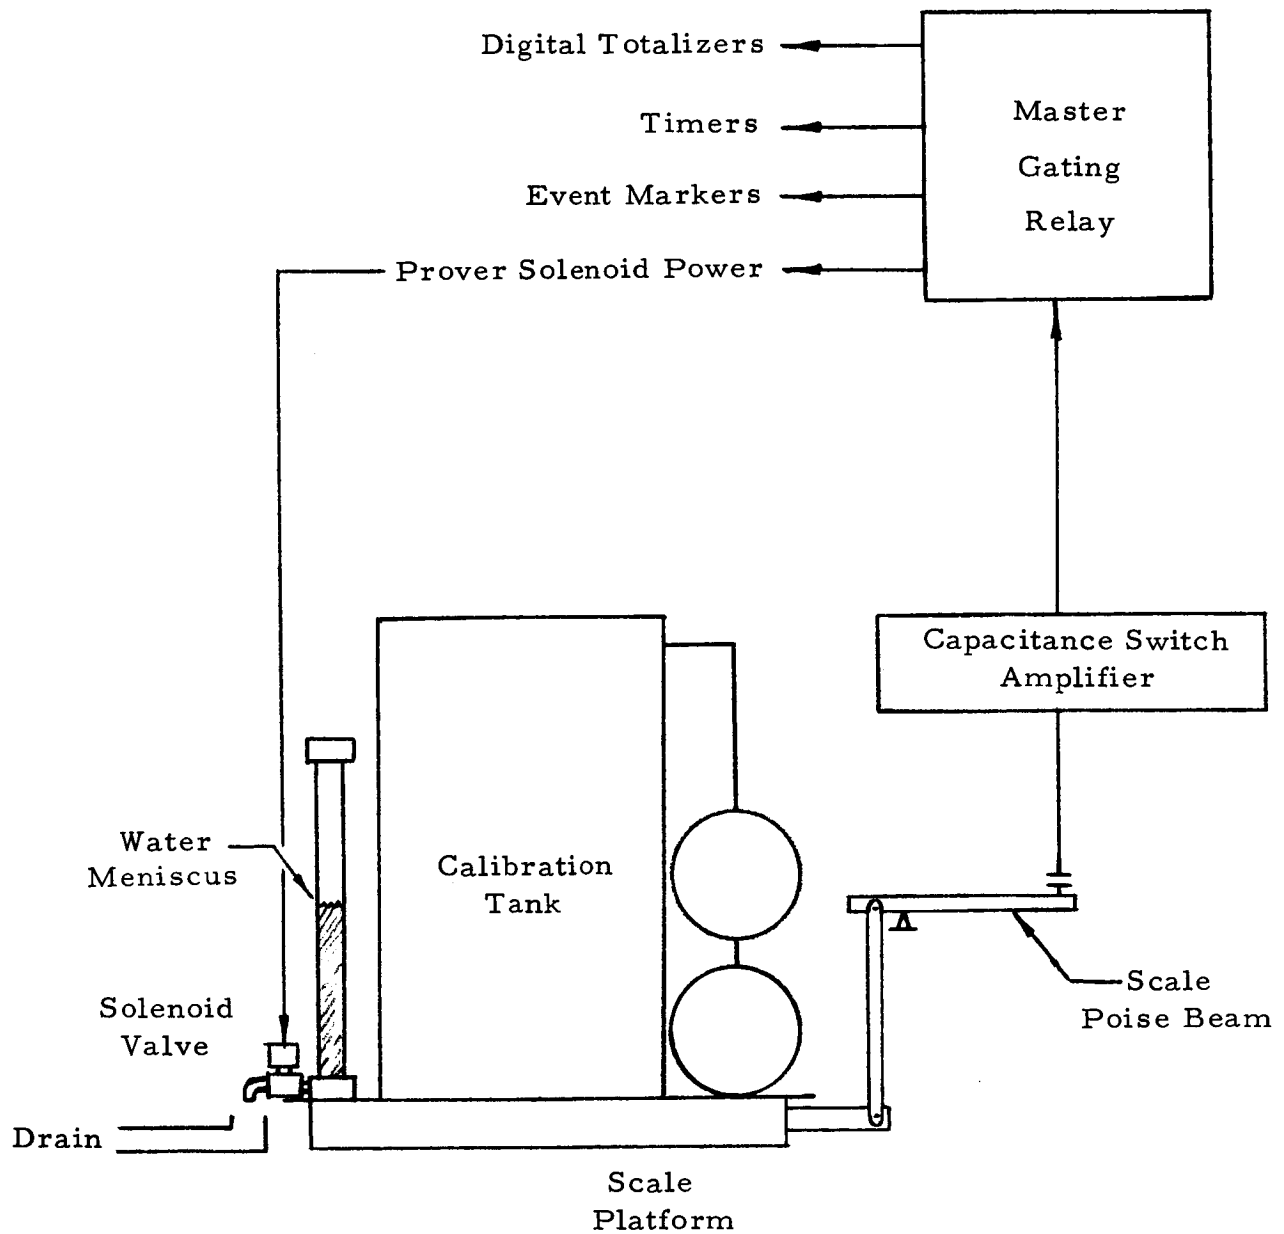 Digital Totalizers
Timers
Event Markers
Prover Solenoid Power
Master
Gating
Relay
Capacitance Switch
Amplifier
Water
Meniscus
Calibration
Tank
Solenoid
Valve
Scale
Poise Beam
Drain
Scale
Platform